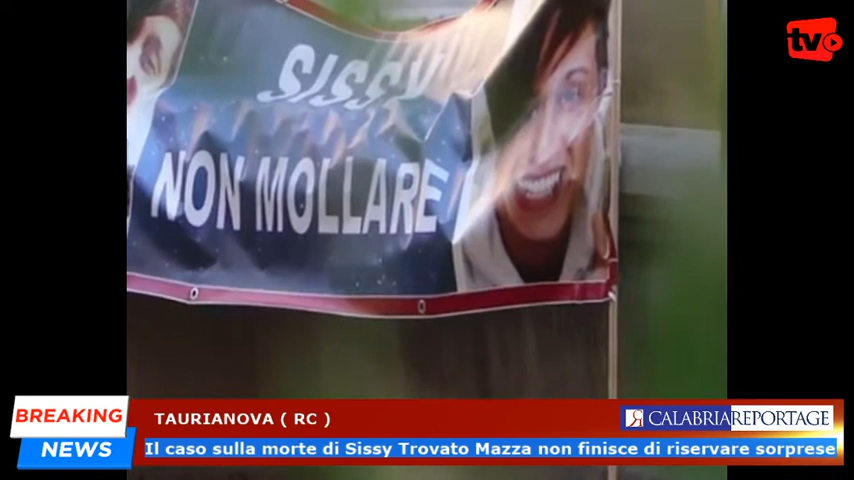 tvO
SISSY
NON MOLLARE
BREAKING
NEWS
TAURIANOVA ( RC )
CALABRIAREPORTAGE
Il caso sulla morte di Sissy Trovato Mazza non finisce di riservare sorprese